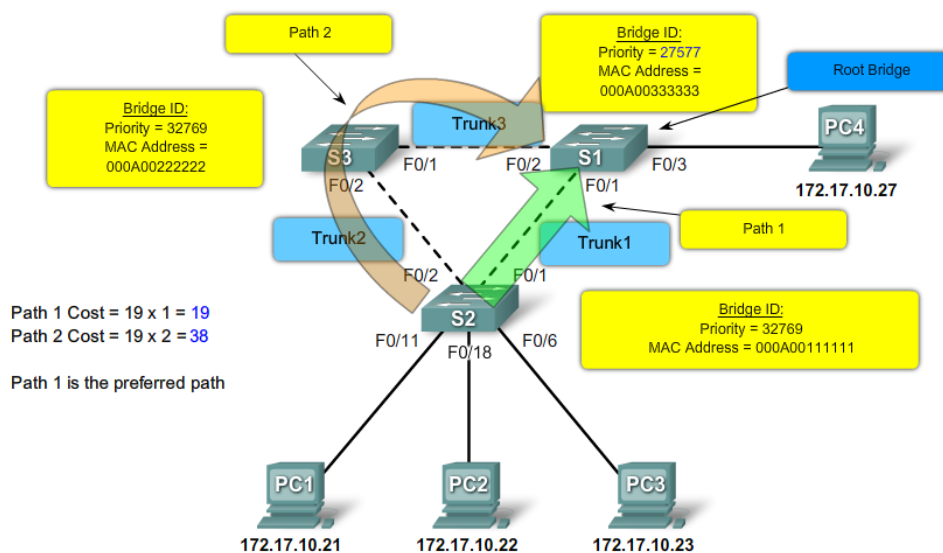 Path 2
Bridge ID:
Priority = 27577
MAC Address =
000A00333333
Root Bridge
Bridge ID:
Priority = 32769
MAC Address =
000A00222222
Trunk3
PC4
S3
F0/1
F0/2
S1
F0/3
F0/2
F0/1
172.17.10.27
Trunk2
Trunk1
Path 1
F0/2
F0/1
Path 1 Cost = 19 x 1 = 19
Path 2 Cost = 19 x 2 = 38
Path 1 is the preferred path
S2
F0/11
F0/18
F0/6
Bridge ID:
Priority = 32769
MAC Address = 000A00111111
PC1
PC2
PC3
172.17.10.21
172.17.10.22
172.17.10.23